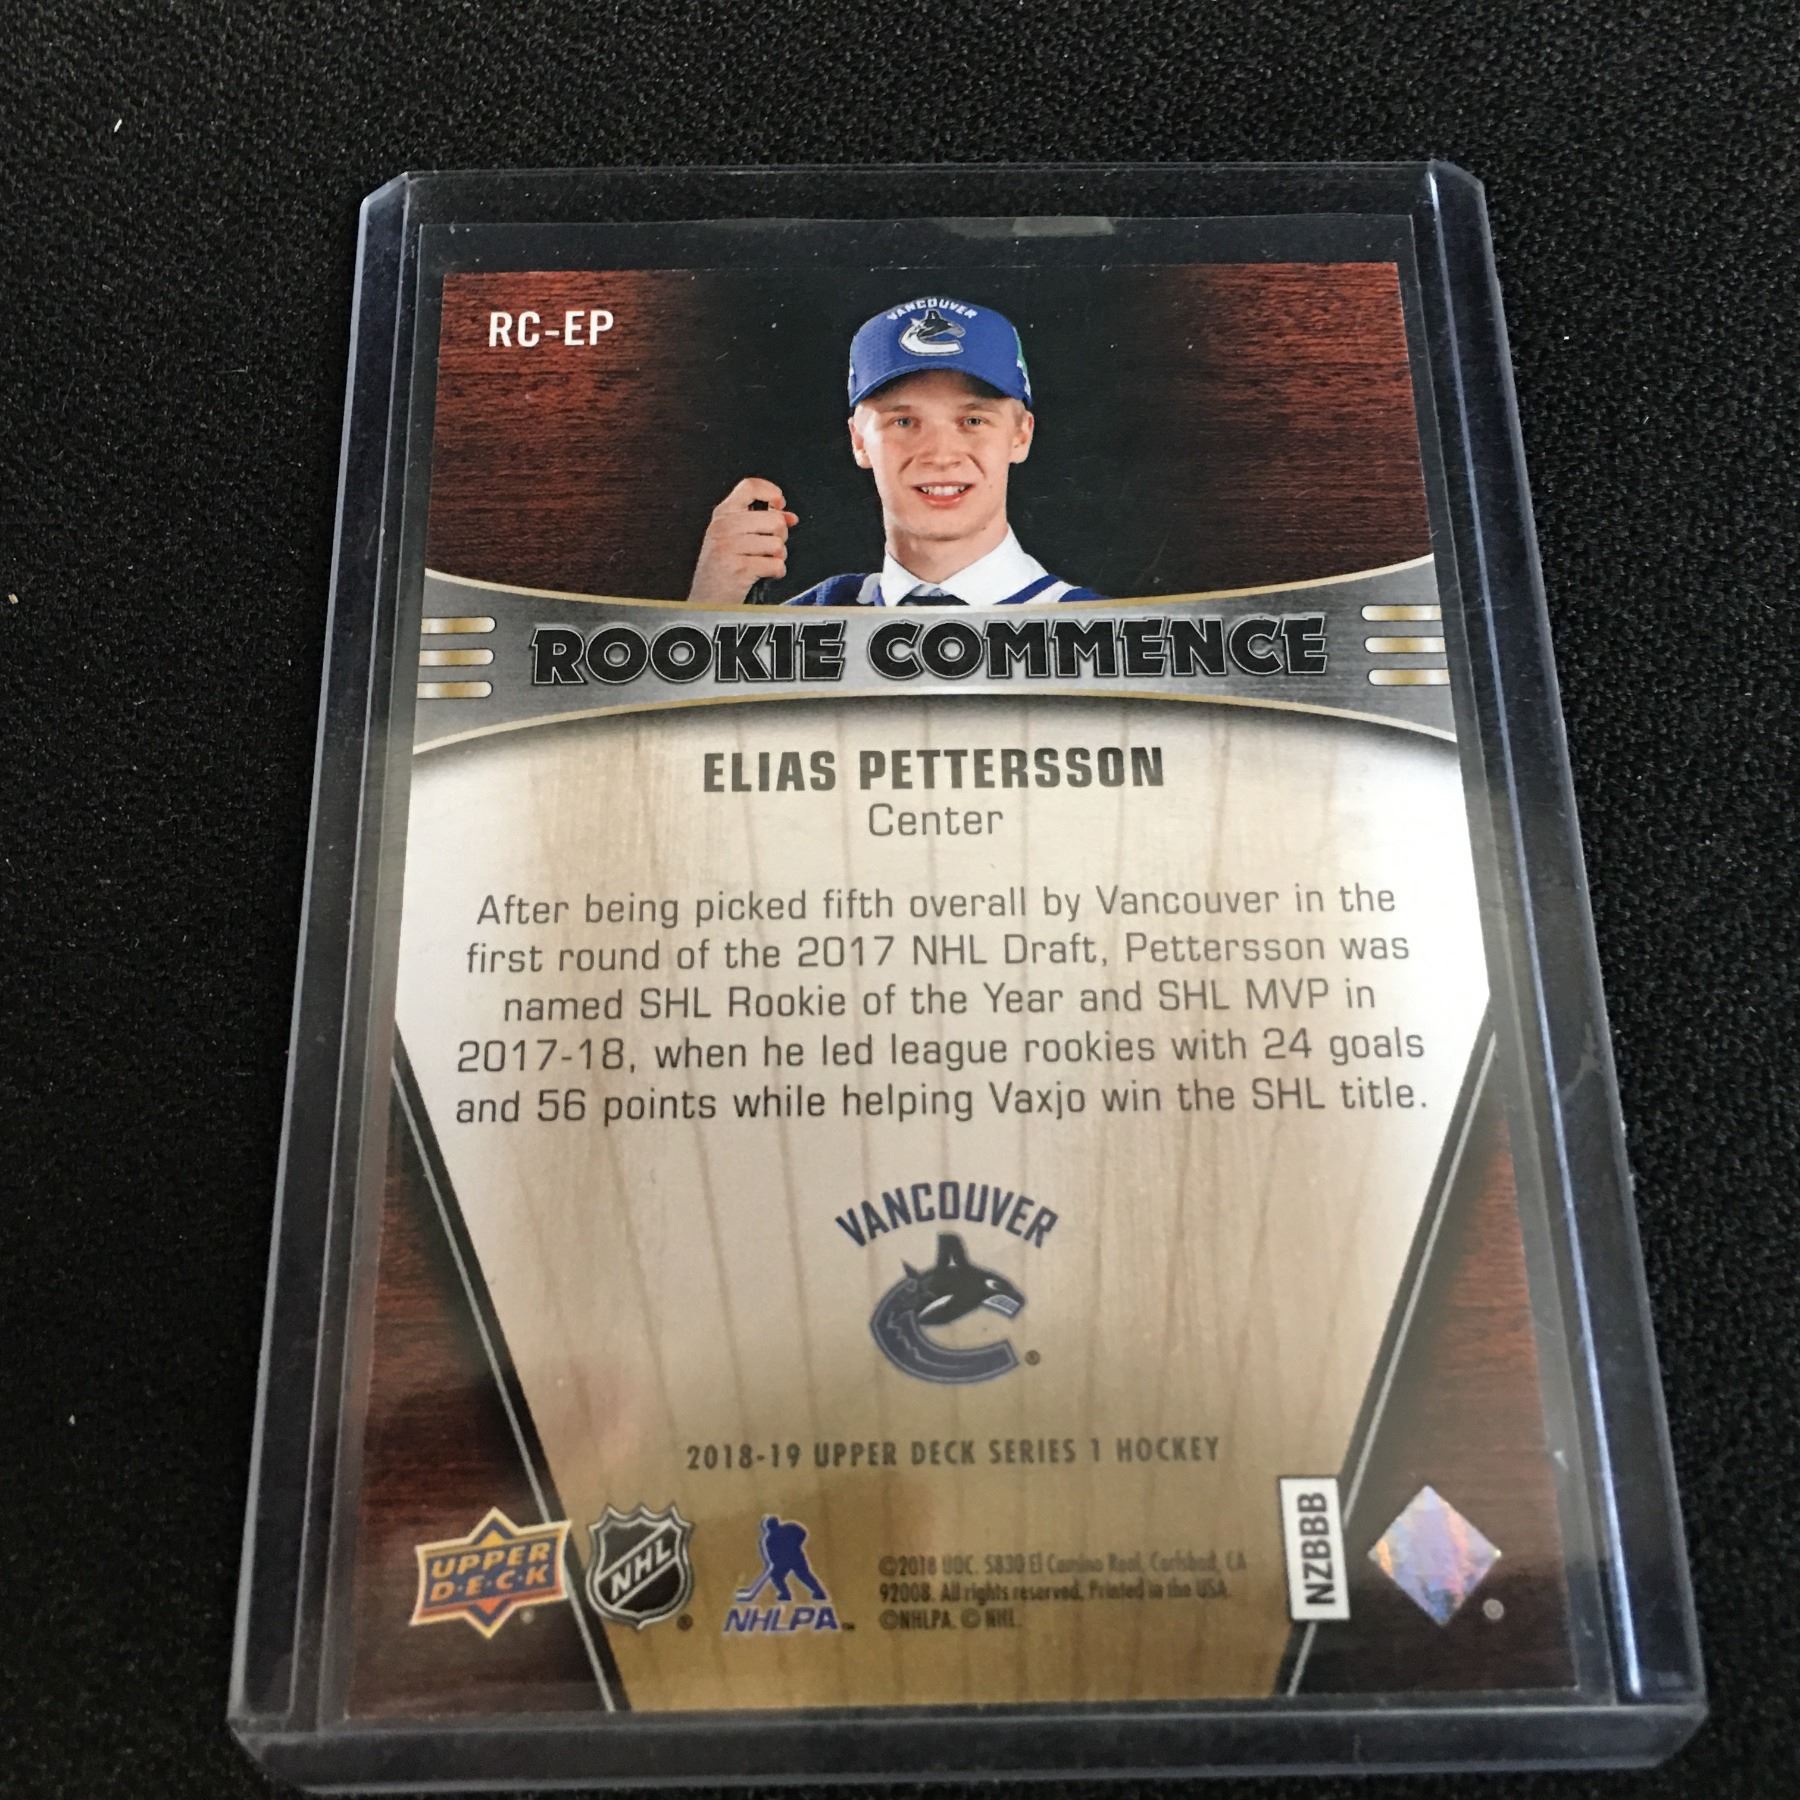 RC-EP
VANCOUVER
ROOKIE COMMENCE
ELIAS PETTERSSON
Center
After being picked fifth overall by Vancouver in the
first round of the 2017 NHL Draft, Pettersson was
named SHL Rookie of the Year and SHL MVP in
2017-18, when he led league rookies with 24 goals
and 56 points while helping Vaxjo win the SHL title.
VANCOUVER
®
2018-19 UPPER DECK SERIES 1 HOCKEY
UPPER
D·E·C·K
NHL
NHLPA
©2018 UDC. 5830 El Camino Real, Carlsbad, CA
92008. All rights reserved. Printed in the USA.
©NHLPA. © NHL.
NZBBB